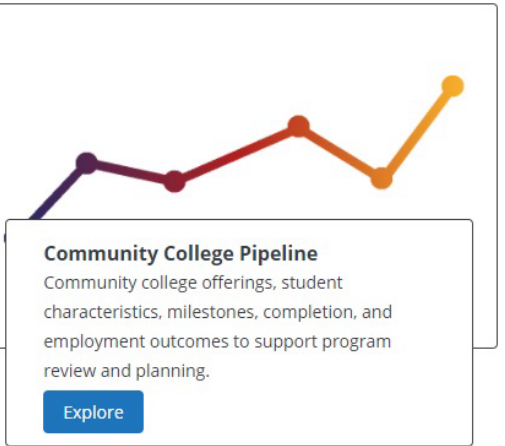 Community College Pipeline
Community college offerings, student
characteristics, milestones, completion, and
employment outcomes to support program
review and planning.
Explore